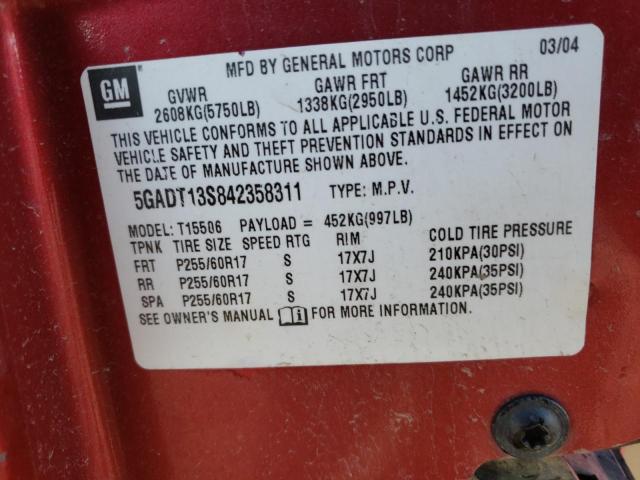 GM
MFD BY GENERAL MOTORS CORP 03/04
GVWR GAWR FRT GAWR RR
2608KG(5750LB) 1338KG(2950LB) 1452KG(3200LB)
THIS VEHICLE CONFORMS TO ALL APPLICABLE U.S. FEDERAL MOTOR
VEHICLE SAFETY AND THEFT PREVENTION STANDARDS IN EFFECT ON
THE DATE OF MANUFACTURE SHOWN ABOVE.
5GADT13S842358311 TYPE: M.P.V.
MODEL: T15506 PAYLOAD = 452KG(997LB)
TPNK TIRE SIZE SPEED RTG RIM COLD TIRE PRESSURE
FRT P255/60R17 S 17X7J 210KPA(30PSI)
RR P255/60R17 S 17X7J 240KPA(35PSI)
SPA P255/60R17 S 17X7J 240KPA(35PSI)
SEE OWNER'S MANUAL FOR MORE INFORMATION.